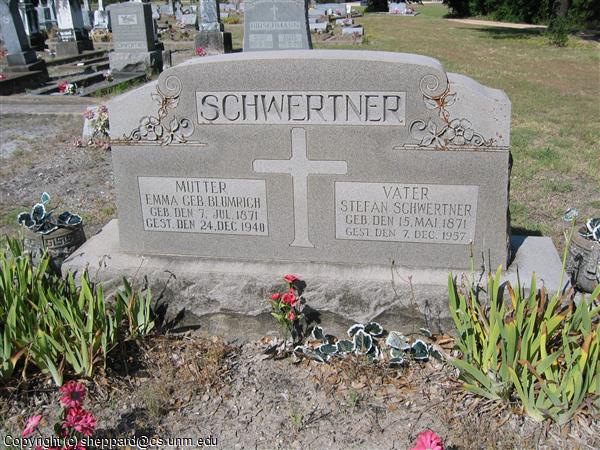 SCHWERTNER
MUTTER
EMMA GEB. BLUMRICH
GEB. DEN 7. JUL. 1871
GEST. DEN 24. DEC. 1940
VATER
STEFAN SCHWERTNER
GEB. DEN 15. MAI. 1871
GEST. DEN 7. DEC. 1957
Copyright@sheppard@cs.unm.edu